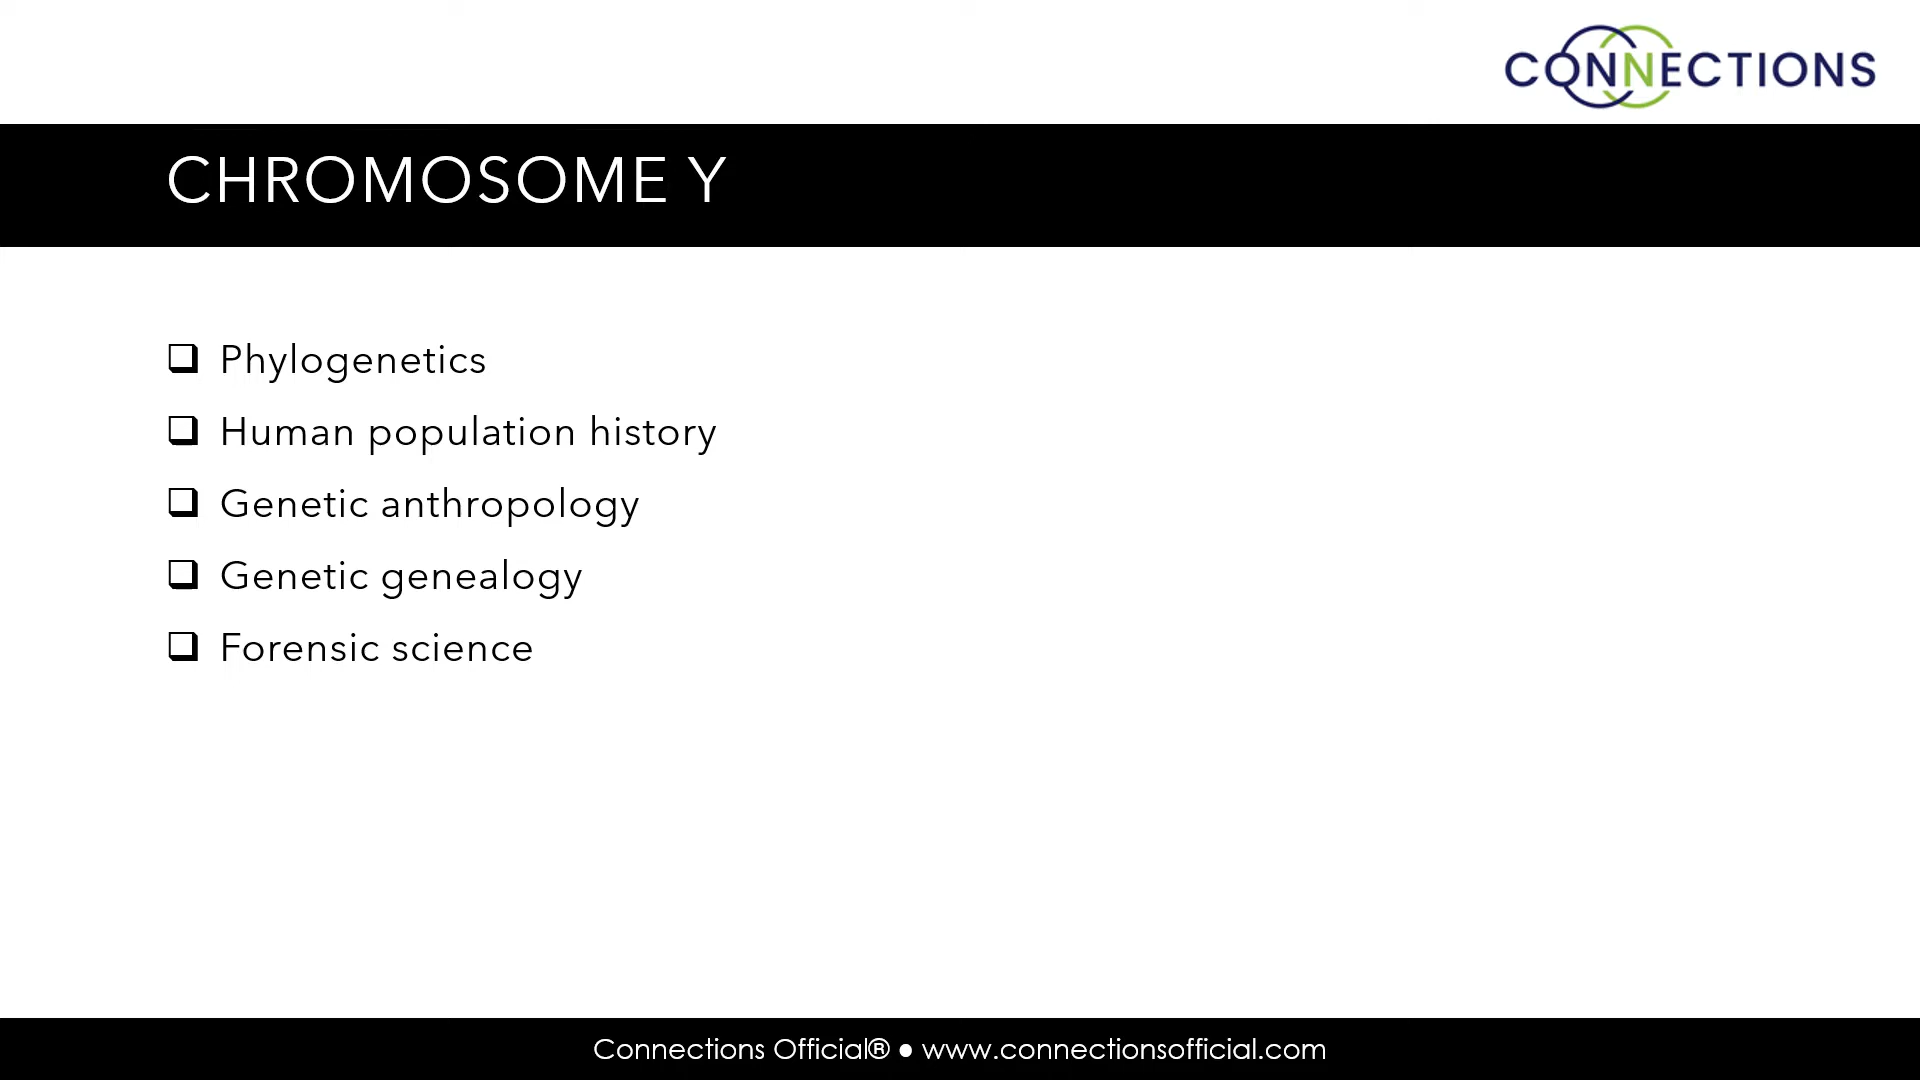 CONNECTIONS
CHROMOSOME Y
Phylogenetics
Human population history
Genetic anthropology
Genetic genealogy
Forensic science
Connections Official® ● www.connectionsofficial.com